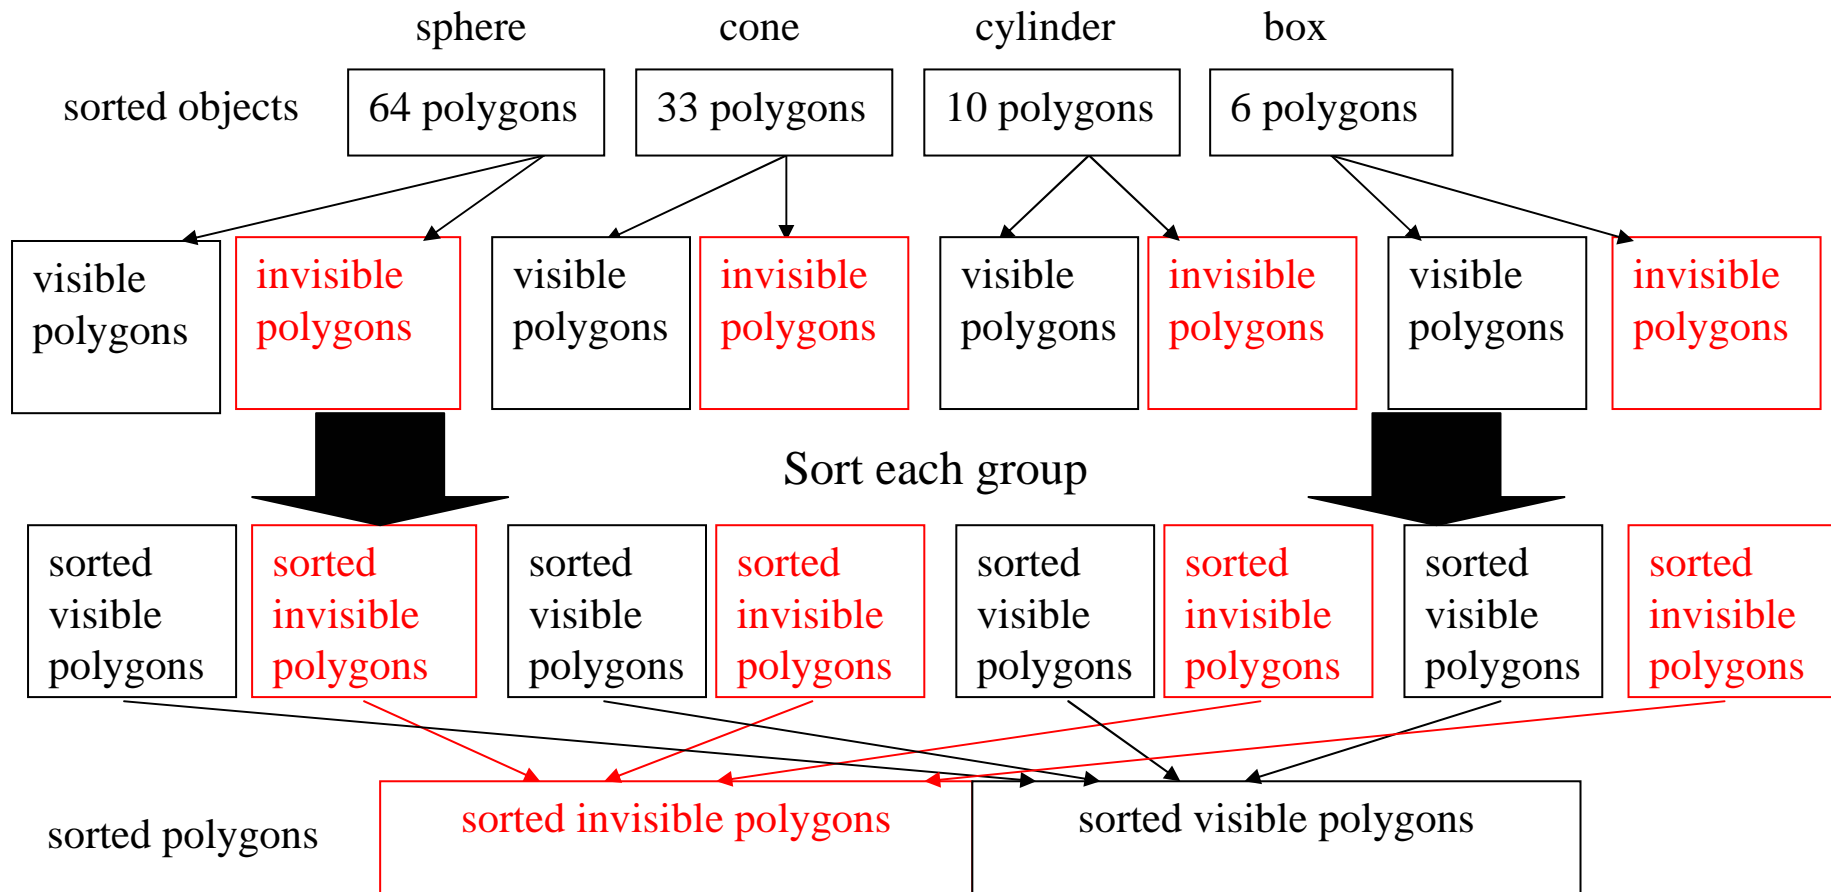 sphere cone cylinder box
sorted objects 64 polygons 33 polygons 10 polygons 6 polygons
visible polygons
invisible polygons
visible polygons
invisible polygons
visible polygons
invisible polygons
visible polygons
invisible polygons
Sort each group
sorted visible polygons
sorted invisible polygons
sorted visible polygons
sorted invisible polygons
sorted visible polygons
sorted invisible polygons
sorted visible polygons
sorted invisible polygons
sorted polygons sorted invisible polygons sorted visible polygons